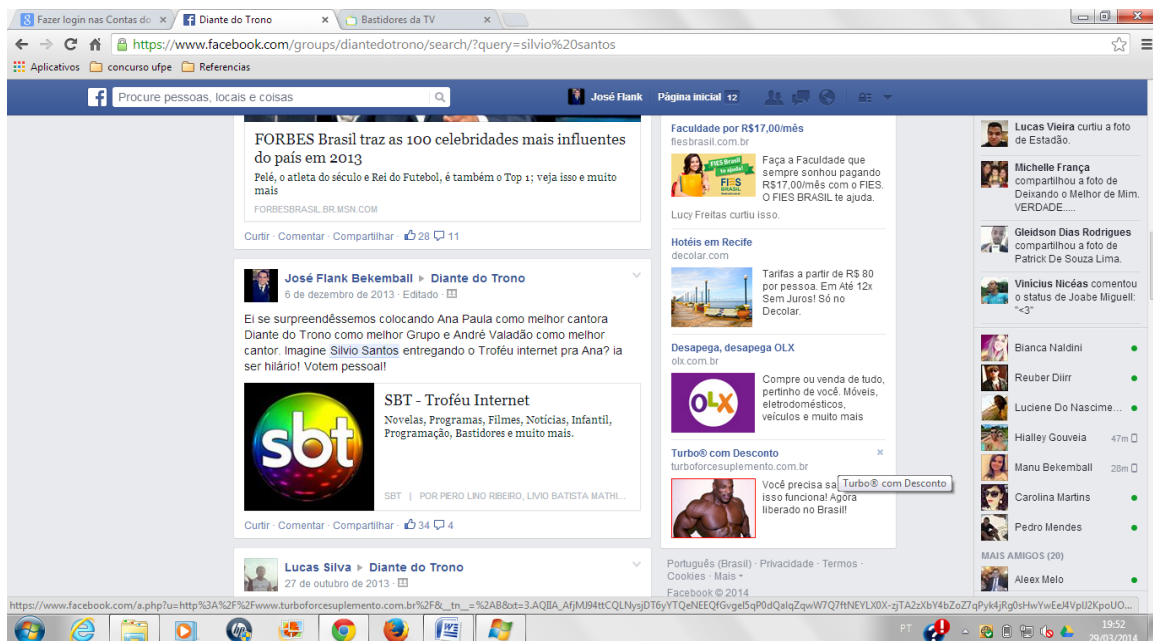 Fazer login nas Contas do
Diante do Trono
Bastidores da TV
https://www.facebook.com/groups/diantedotrono/search/?query=silvio%20santos
Aplicativos
concurso ufpe
Referencias
Procure pessoas, locais e coisas
José Flank
Página inicial 12
FORBES Brasil traz as 100 celebridades mais influentes
do país em 2013
Pelé, o atleta do século e Rei do Futebol, é também o Top 1; veja isso e muito
mais
FORBESBRASIL.BR.MSN.COM
Curtir · Comentar · Compartilhar · 28 11
José Flank Bekemball ▸ Diante do Trono
6 de dezembro de 2013 · Editado ·
Ei se surpreendêssemos colocando Ana Paula como melhor cantora
Diante do Trono como melhor Grupo e André Valadão como melhor
cantor. Imagine Silvio Santos entregando o Troféu internet pra Ana? ia
ser hilário! Votem pessoal!
sbt
SBT - Troféu Internet
Novelas, Programas, Filmes, Notícias, Infantil,
Programação, Bastidores e muito mais.
SBT | POR PIERO LINO RIBEIRO, LIVIO BATISTA MATHI...
Curtir · Comentar · Compartilhar · 34 4
Lucas Silva ▸ Diante do Trono
27 de outubro de 2013 ·
Faculdade por R$17,00/mês
fiesbrasil.com.br
FIES Brasil
te ajuda!
FIES
BRASIL
Faça a Faculdade que
sempre sonhou pagando
R$17,00/mês com o FIES.
O FIES BRASIL te ajuda.
Lucy Freitas curtiu isso.
Hotéis em Recife
decolar.com
Tarifas a partir de R$ 80
por pessoa. Em Até 12x
Sem Juros! Só no
Decolar.
Desapega, desapega OLX
olx.com.br
OLX
Compre ou venda de tudo,
pertinho de você. Móveis,
eletrodomésticos,
veículos e muito mais
Turbo® com Desconto
turboforcesuplemento.com.br
Você precisa
Turbo® com Desconto
isso funciona! Agora
liberado no Brasil!
Português (Brasil) · Privacidade · Termos ·
Cookies · Mais
Facebook © 2014
Lucas Vieira curtiu a foto
de Estadão.
Michelle França
compartilhou a foto de
Deixando o Melhor de Mim.
VERDADE.....
Gleidson Dias Rodrigues
compartilhou a foto de
Patrick De Souza Lima.
Vinícius Nicéas comentou
o status de Joabe Miguell:
"<3"
Bianca Naldini
Reuber Diirr
Luciene Do Nascime...
Hialley Gouveia 47m
Manu Bekemball 28m
Carolina Martins
Pedro Mendes
MAIS AMIGOS (20)
Aleex Melo
PT
19:52
29/03/2014